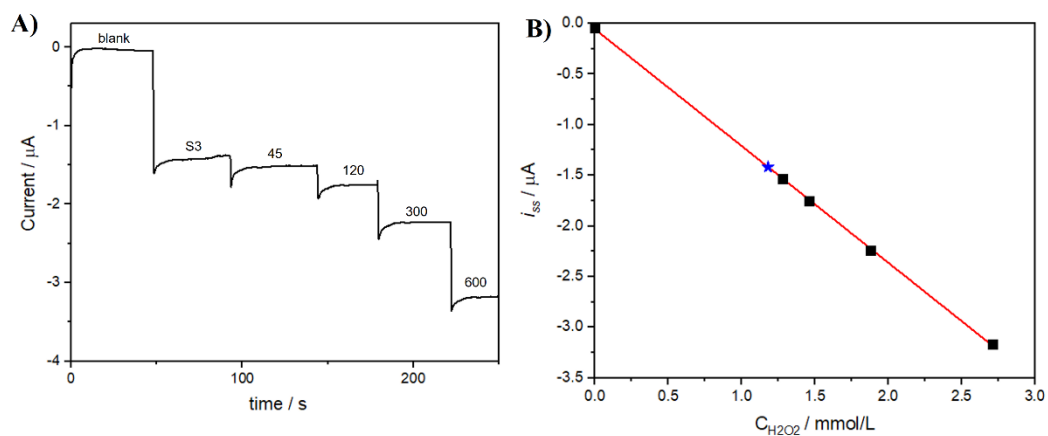 A)
0
-1
-2
-3
-4
Current / µA
blank
S3
45
120
300
600
0
100
200
time / s
B)
0.0
-0.5
-1.0
-1.5
-2.0
-2.5
-3.0
-3.5
iss / µA
0.0 0.5 1.0 1.5 2.0 2.5 3.0
CH2O2 / mmol/L